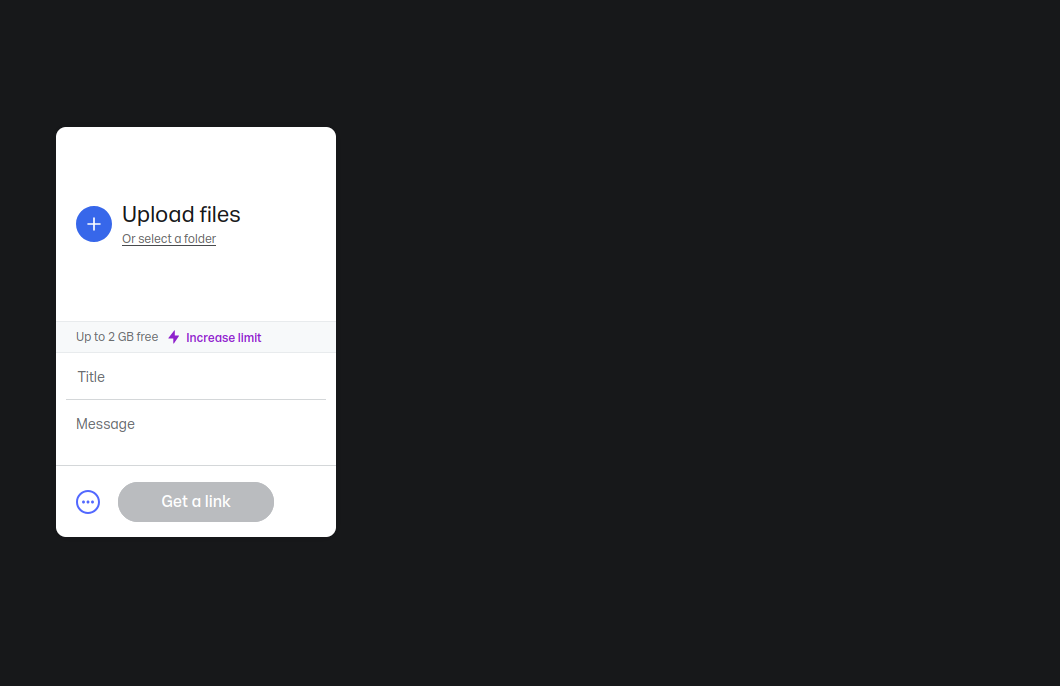 Upload files
Or select a folder
Up to 2 GB free Increase limit
Title
Message
Get a link